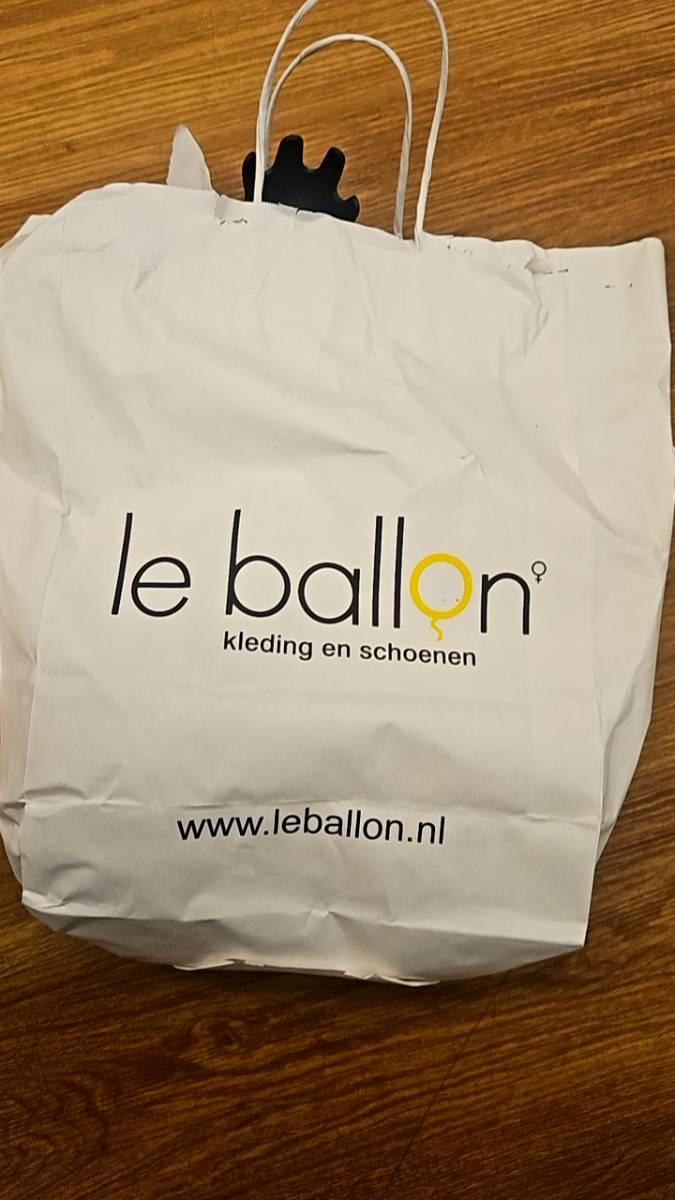 le ballon♀
kleding en schoenen
www.leballon.nl